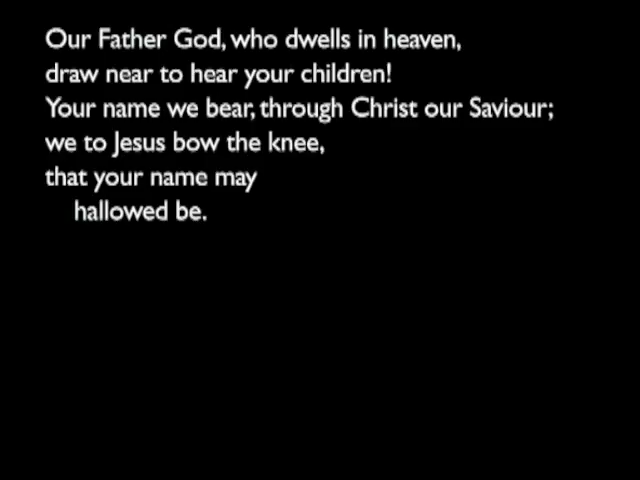 Our Father God, who dwells in heaven,
draw near to hear your children!
Your name we bear, through Christ our Saviour;
we to Jesus bow the knee,
that your name may
hallowed be.